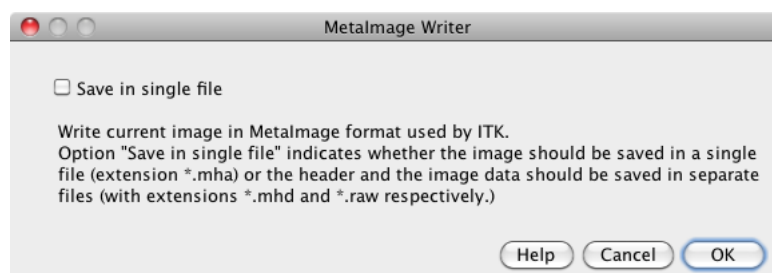 MetaImage Writer
Save in single file
Write current image in MetaImage format used by ITK.
Option "Save in single file" indicates whether the image should be saved in a single
file (extension *.mha) or the header and the image data should be saved in separate
files (with extensions *.mhd and *.raw respectively.)
Help Cancel OK